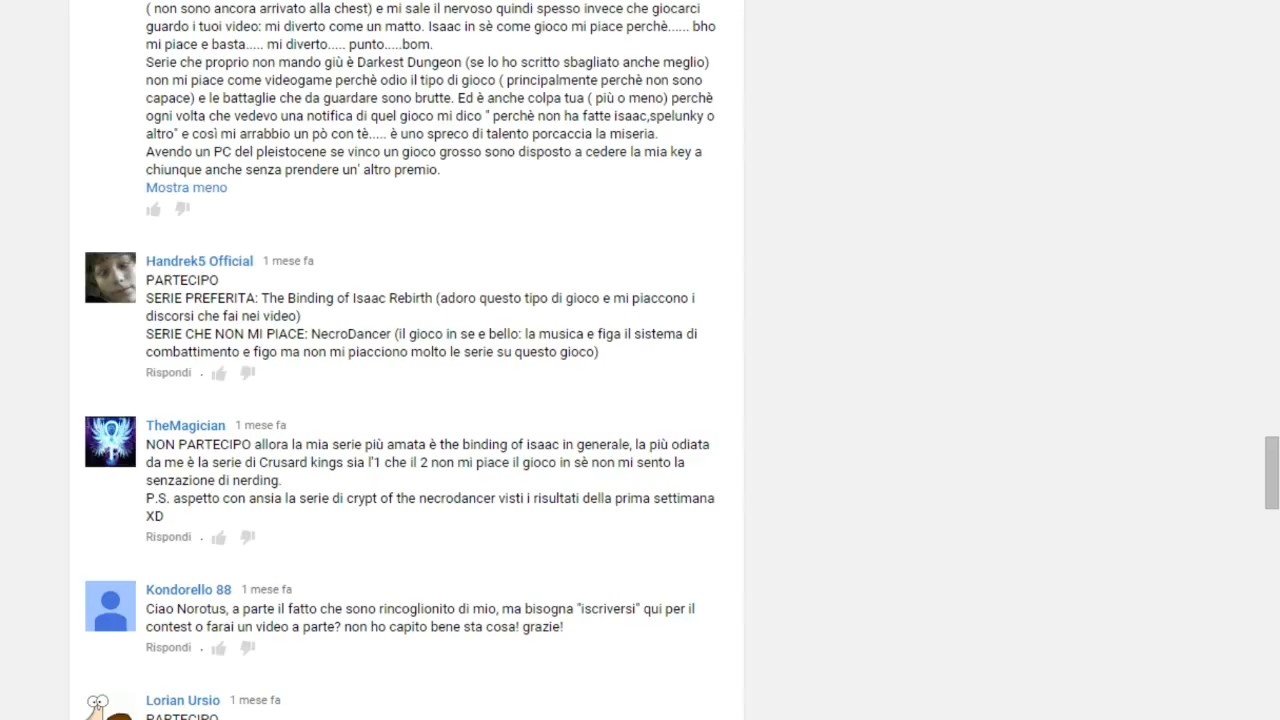 ( non sono ancora arrivato alla chest) e mi sale il nervoso quindi spesso invece che giocarci
guardo i tuoi video: mi diverto come un matto. Isaac in sè come gioco mi piace perchè...... bho
mi piace e basta..... mi diverto..... punto.....bom.
Serie che proprio non mando giù è Darkest Dungeon (se lo ho scritto sbagliato anche meglio)
non mi piace come videogame perchè odio il tipo di gioco ( principalmente perchè non sono
capace) e le battaglie che da guardare sono brutte. Ed è anche colpa tua ( più o meno) perchè
ogni volta che vedevo una notifica di quel gioco mi dico " perchè non ha fatte isaac,spelunky o
altro" e così mi arrabbio un pò con tè..... è uno spreco di talento porcaccia la miseria.
Avendo un PC del pleistocene se vinco un gioco grosso sono disposto a cedere la mia key a
chiunque anche senza prendere un' altro premio.
Mostra meno
Handrek5 Official 1 mese fa
PARTECIPO
SERIE PREFERITA: The Binding of Isaac Rebirth (adoro questo tipo di gioco e mi piaccono i
discorsi che fai nei video)
SERIE CHE NON MI PIACE: NecroDancer (il gioco in se e bello: la musica e figa il sistema di
combattimento e figo ma non mi piacciono molto le serie su questo gioco)
Rispondi .
TheMagician 1 mese fa
NON PARTECIPO allora la mia serie più amata è the binding of isaac in generale, la più odiata
da me è la serie di Crusard kings sia l'1 che il 2 non mi piace il gioco in sè non mi sento la
senzazione di nerding.
P.S. aspetto con ansia la serie di crypt of the necrodancer visti i risultati della prima settimana
XD
Rispondi .
Kondorello 88 1 mese fa
Ciao Norotus, a parte il fatto che sono rincoglionito di mio, ma bisogna "iscriversi" qui per il
contest o farai un video a parte? non ho capito bene sta cosa! grazie!
Rispondi .
Lorian Ursio 1 mese fa
PARTECIPO